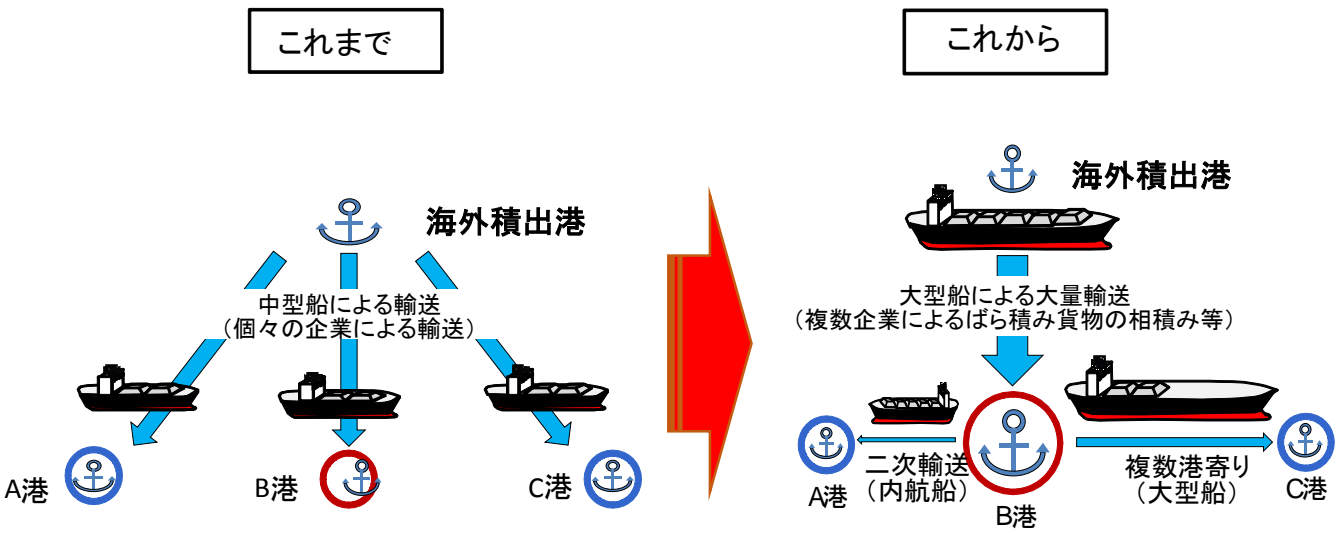 これまで
海外積出港
中型船による輸送
（個々の企業による輸送）
A港
B港
C港
これから
海外積出港
大型船による大量輸送
（複数企業によるばら積み貨物の相積み等）
二次輸送
（内航船）
複数港寄り
（大型船）
A港
B港
C港